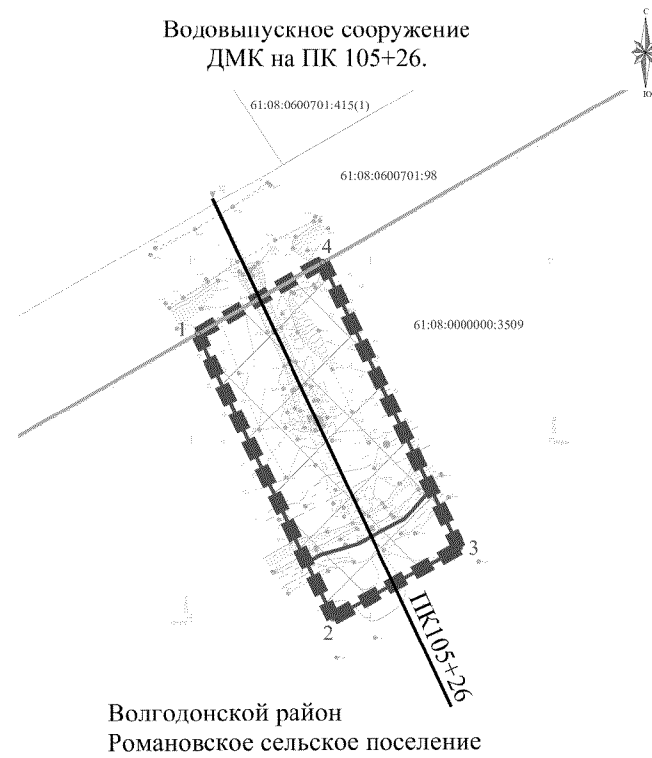 Водовыпускное сооружение
ДМК на ПК 105+26.
С
Ю
61:08:0600701:415(1)
61:08:0600701:98
4
1
61:08:0000000:3509
3
2
ПК105+26
Волгодонской район
Романовское сельское поселение